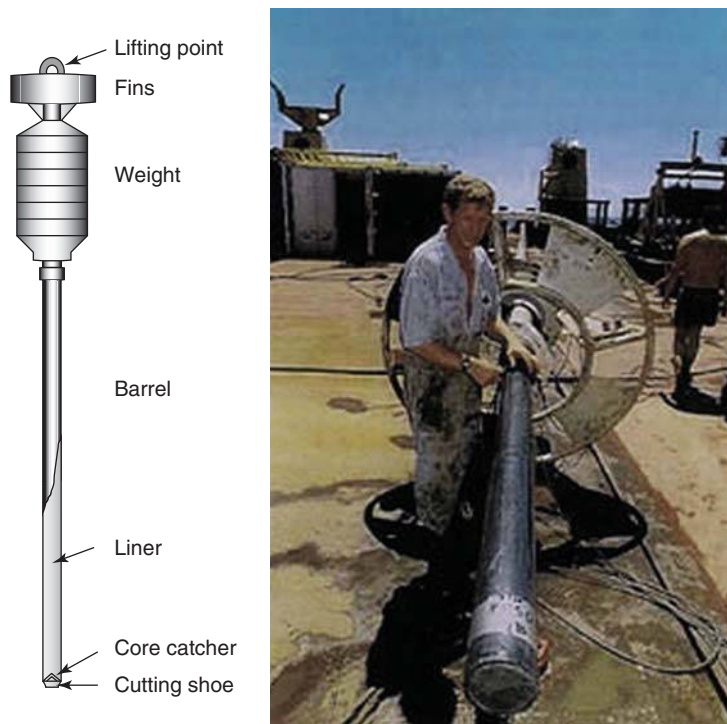 Lifting point
Fins
Weight
Barrel
Liner
Core catcher
Cutting shoe